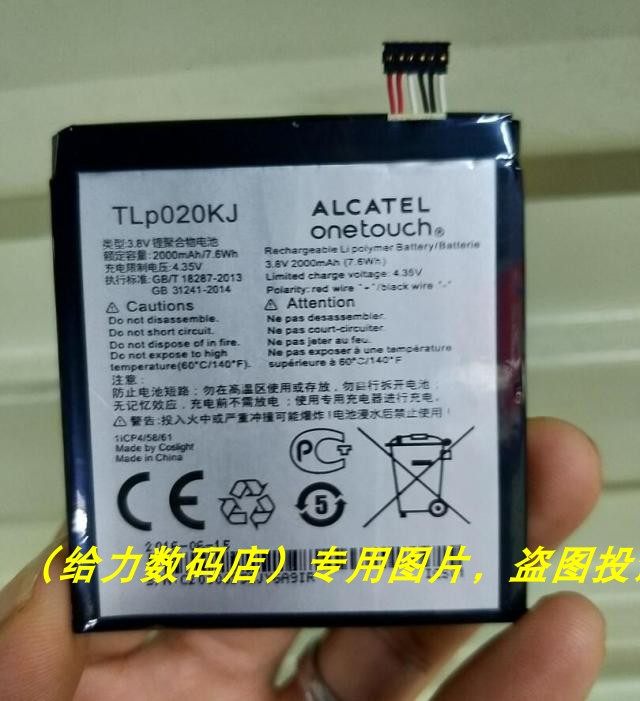 TLp020KJ
类型:3.8V 锂聚合物电池
额定容量:2000mAh/7.6Wh
充电限制电压:4.35V
执行标准:GB/T 18287-2013
GB 31241-2014
ALCATEL
onetouch®
Rechargeable Li polymer Battery/Batterie
3.8V 2000mAh (7.6Wh)
Limited charge voltage: 4.35V
Polarity: red wire "+"/black wire "-"
Cautions
Do not disassemble.
Do not short circuit.
Do not dispose of in fire.
Do not expose to high
temperature(60°C/140°F).
Attention
Ne pas desassembler.
Ne pas court-circuiter.
Ne pas jeter au feu.
Ne pas exposer à une température
supérieure à 60°C/140°F
注意:
防止电池短路;勿在高温区使用或存放,勿自行拆开电池;
无记忆效应,充电前不需放电;使用专用充电器进行充电。
警告:投入火中或严重冲撞可能爆炸!电池浸水后禁用!
1ICP4/58/61
Made by Coslight
Made in China
PCT
CE
5
2016-06-15
(给力数码店)专用图片，盗图投